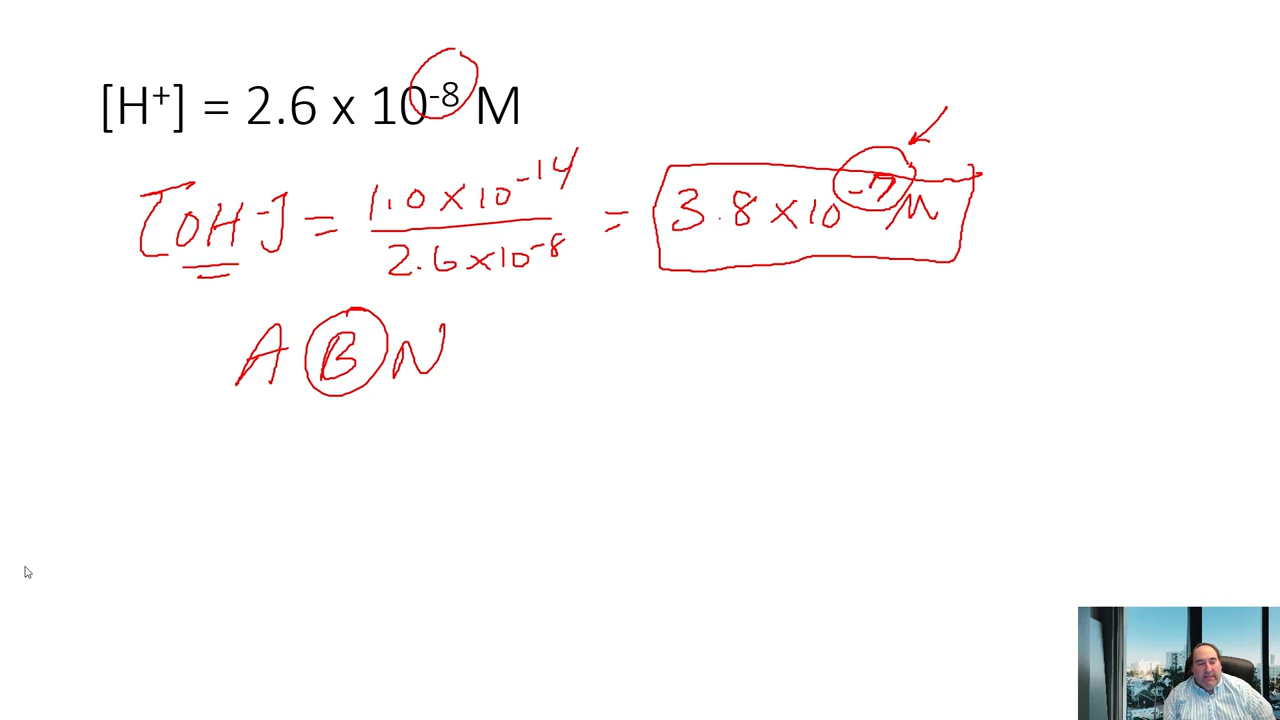 [H⁺] = 2.6 x 10⁻⁸ M
[OH⁻] = 1.0 x 10⁻¹⁴ / 2.6 x 10⁻⁸ = 3.8 x 10⁻⁷ M
A B N